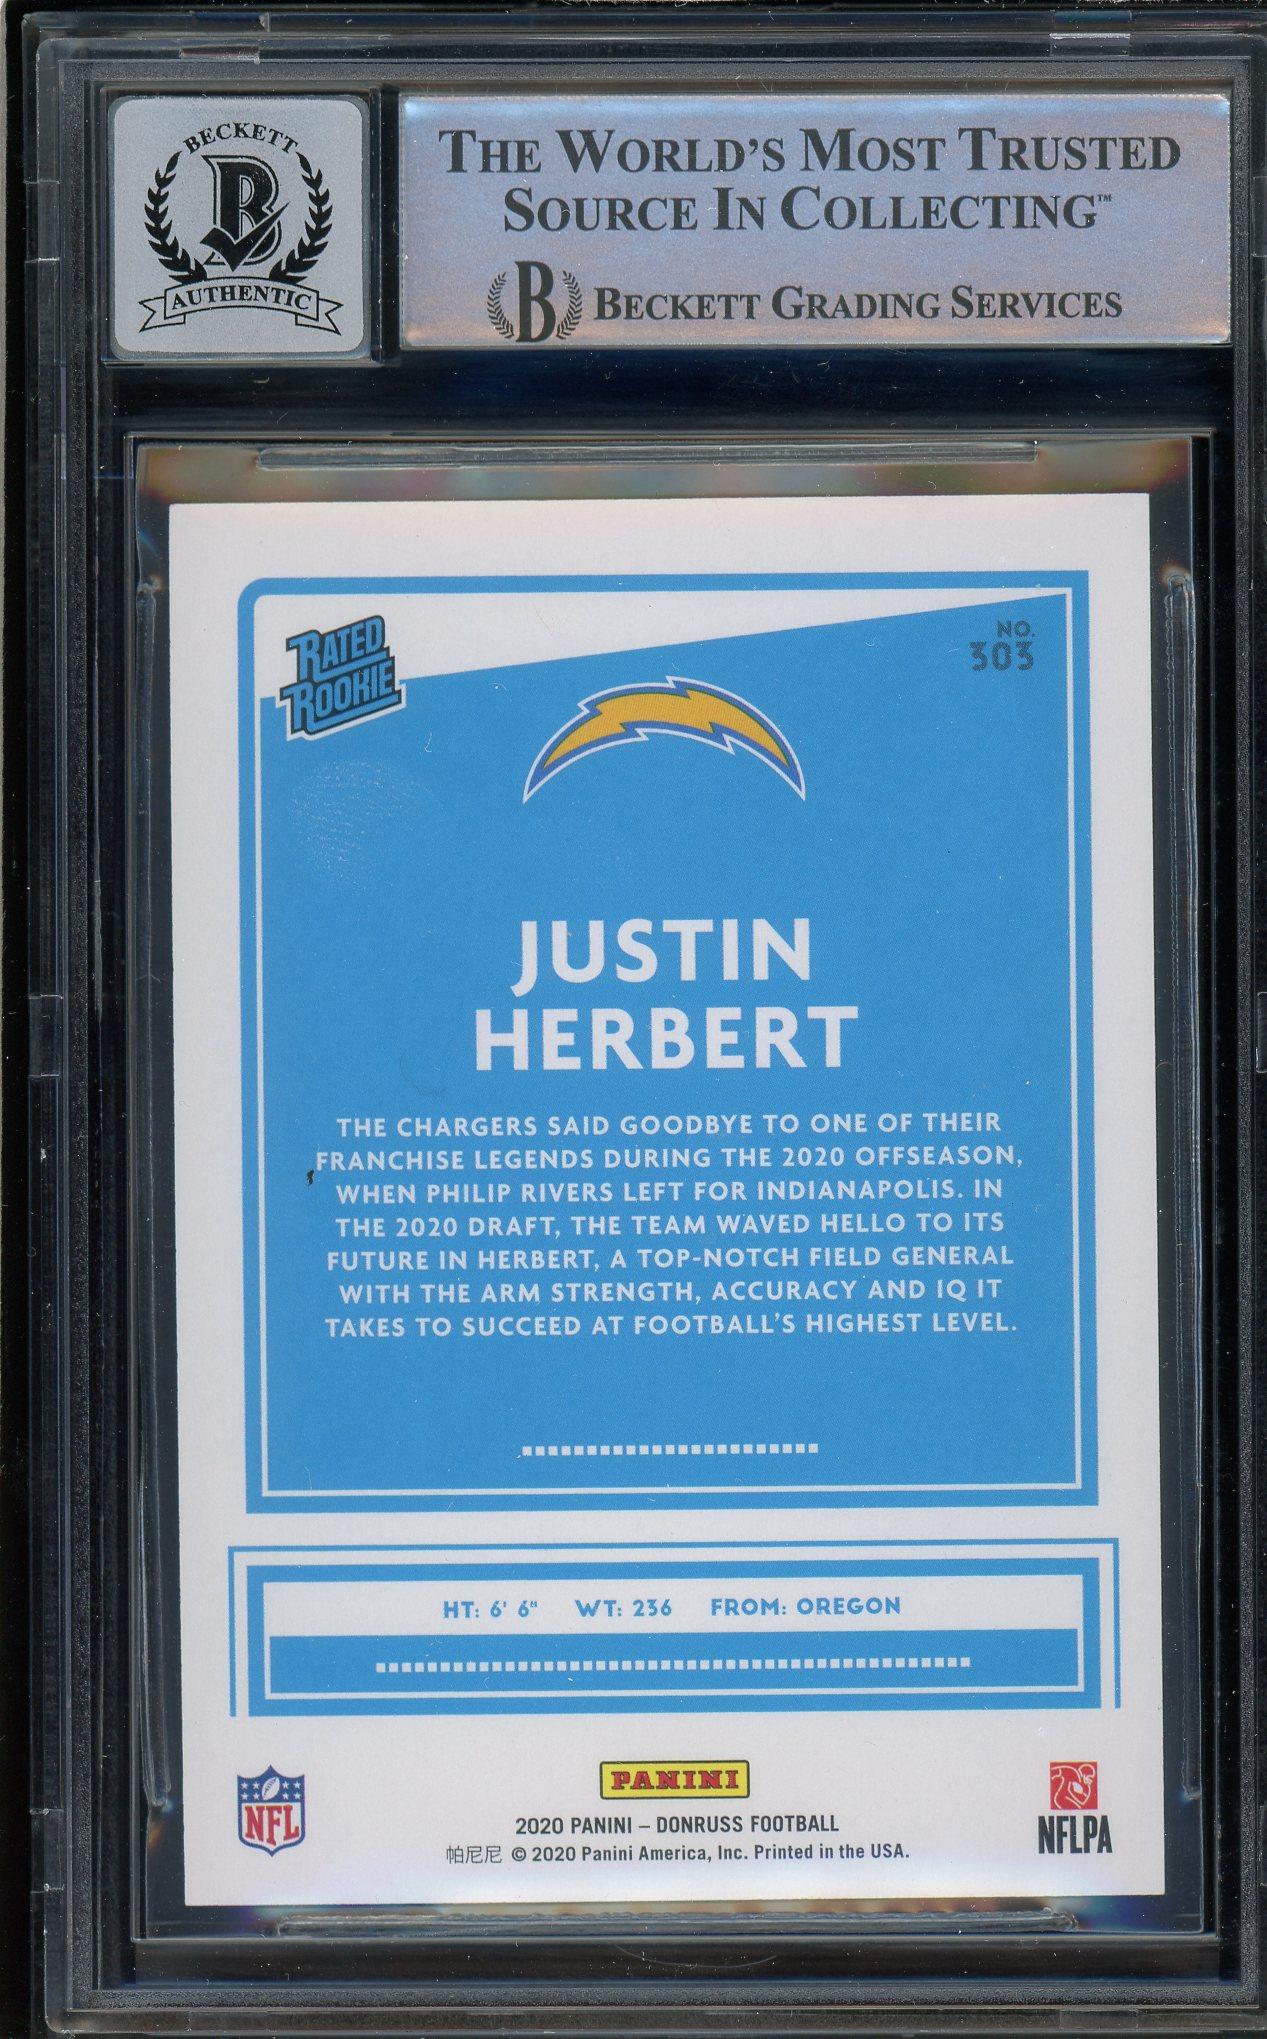 BECKETT
B
AUTHENTIC
THE WORLD'S MOST TRUSTED
SOURCE IN COLLECTING™
B BECKETT GRADING SERVICES
RATED
ROOKIE
NO.
303
JUSTIN
HERBERT
THE CHARGERS SAID GOODBYE TO ONE OF THEIR
FRANCHISE LEGENDS DURING THE 2020 OFFSEASON,
WHEN PHILIP RIVERS LEFT FOR INDIANAPOLIS. IN
THE 2020 DRAFT, THE TEAM WAVED HELLO TO ITS
FUTURE IN HERBERT, A TOP-NOTCH FIELD GENERAL
WITH THE ARM STRENGTH, ACCURACY AND IQ IT
TAKES TO SUCCEED AT FOOTBALL'S HIGHEST LEVEL.
HT: 6' 6" WT: 236 FROM: OREGON
NFL
PANINI
NFLPA
2020 PANINI – DONRUSS FOOTBALL
帕尼尼 © 2020 Panini America, Inc. Printed in the USA.